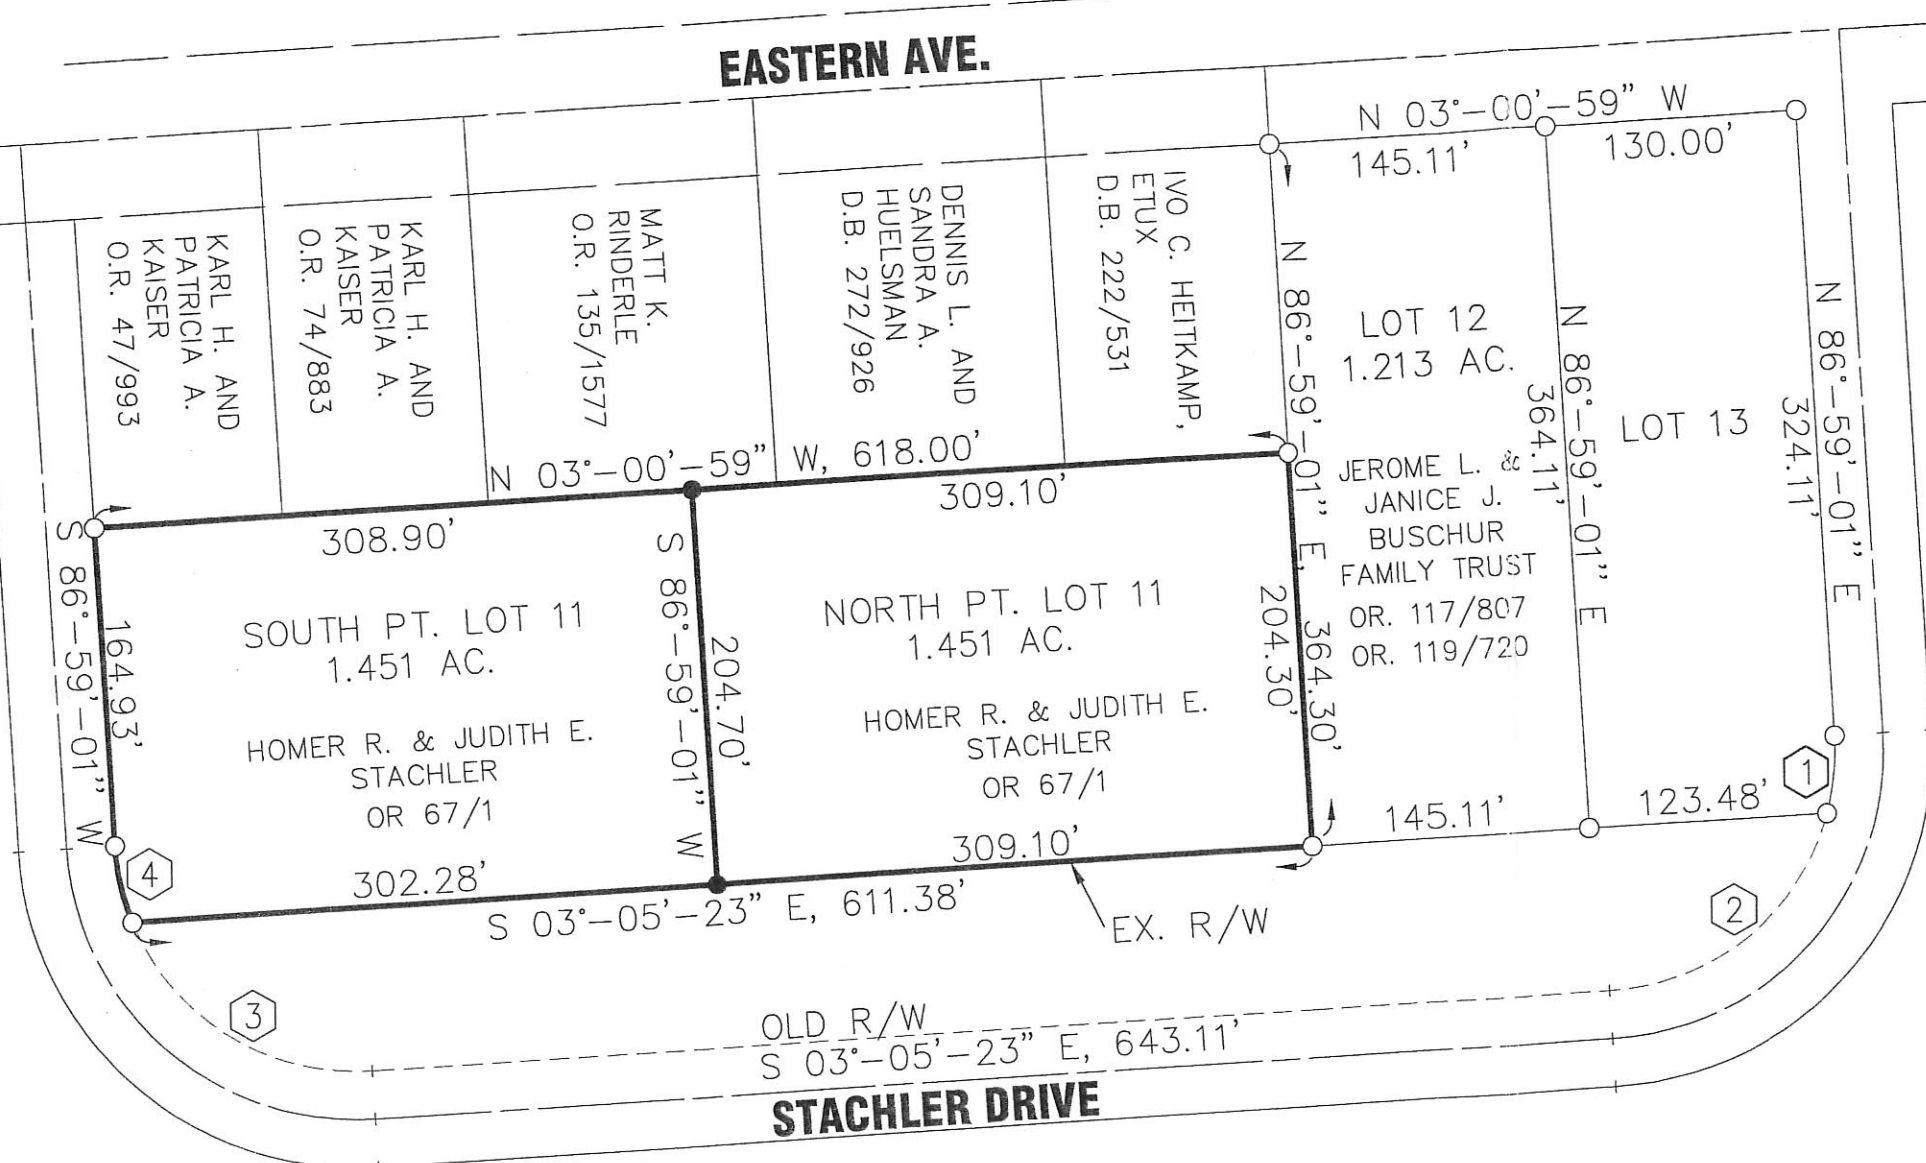 EASTERN AVE.
N 03°-00'-59" W
145.11'
130.00'
KARL H. AND
PATRICIA A.
KAISER
O.R. 47/993
KARL H. AND
PATRICIA A.
KAISER
O.R. 74/883
MATT K.
RINDERLE
O.R. 135/1577
DENNIS L. AND
SANDRA A.
HUELSMAN
D.B. 272/926
IVO C. HEITKAMP,
ETUX
D.B. 222/531
N 86°-59'-01" E, 364.30'
LOT 12
1.213 AC.
JEROME L. &
JANICE J.
BUSCHUR
FAMILY TRUST
OR. 117/807
OR. 119/720
N 86°-59'-01" E
364.11'
LOT 13
N 86°-59'-01" E
324.11'
N 03°-00'-59" W, 618.00'
308.90'
309.10'
S 86°-59'-01" W
164.93'
SOUTH PT. LOT 11
1.451 AC.
HOMER R. & JUDITH E.
STACHLER
OR 67/1
S 86°-59'-01" W
204.70'
NORTH PT. LOT 11
1.451 AC.
HOMER R. & JUDITH E.
STACHLER
OR 67/1
204.30'
1
145.11'
123.48'
4
302.28'
309.10'
S 03°-05'-23" E, 611.38'
EX. R/W
2
3
OLD R/W
S 03°-05'-23" E, 643.11'
STACHLER DRIVE